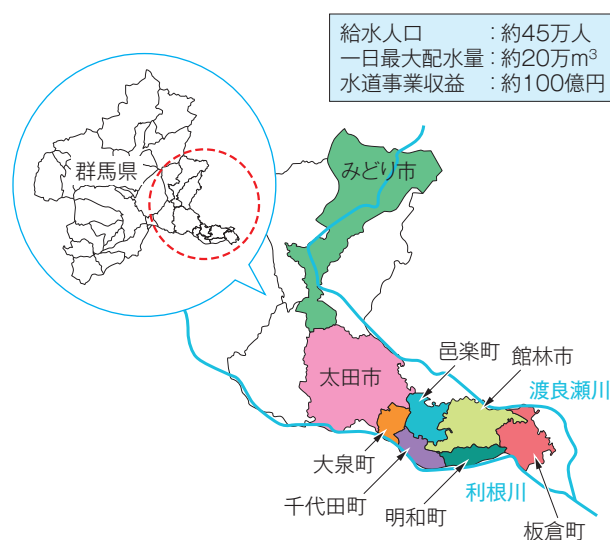 給水人口　　　：約45万人
一日最大配水量：約20万m³
水道事業収益　：約100億円
群馬県
みどり市
邑楽町
館林市
太田市
渡良瀬川
大泉町
千代田町
明和町
利根川
板倉町